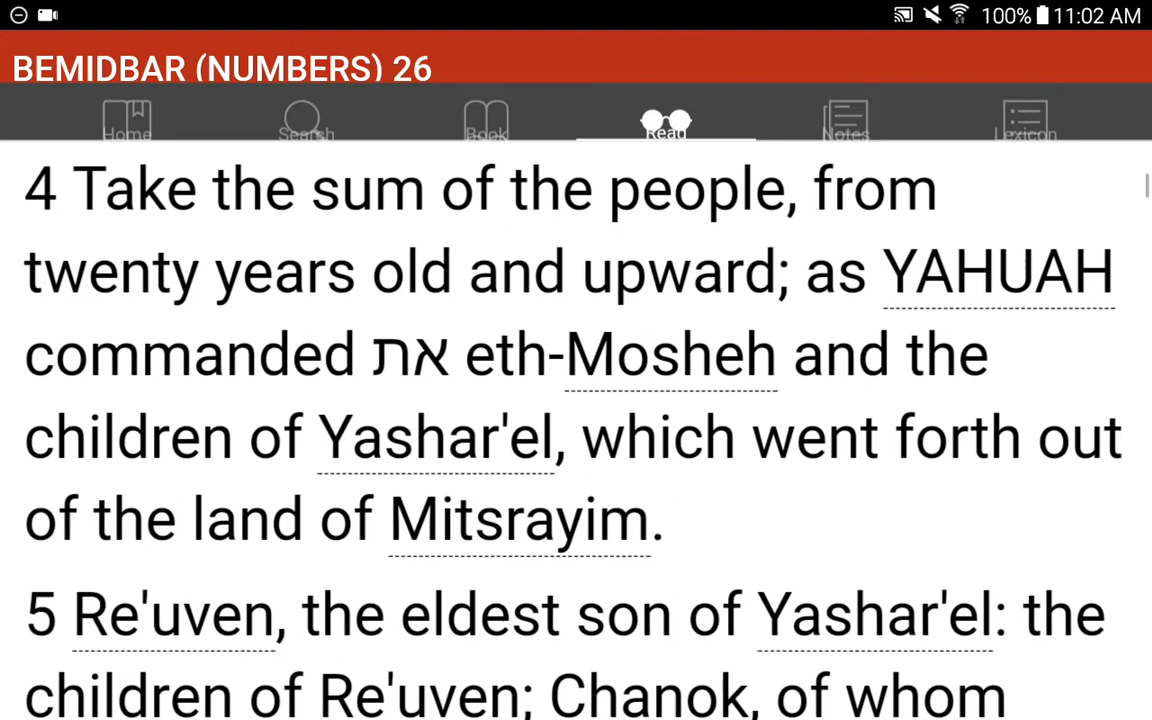 100% 11:02 AM
BEMIDBAR (NUMBERS) 26
Home Search Book Read Notes Lexicon
4 Take the sum of the people, from
twenty years old and upward; as YAHUAH
commanded את eth-Mosheh and the
children of Yashar'el, which went forth out
of the land of Mitsrayim.
5 Re'uven, the eldest son of Yashar'el: the
children of Re'uven; Chanok, of whom